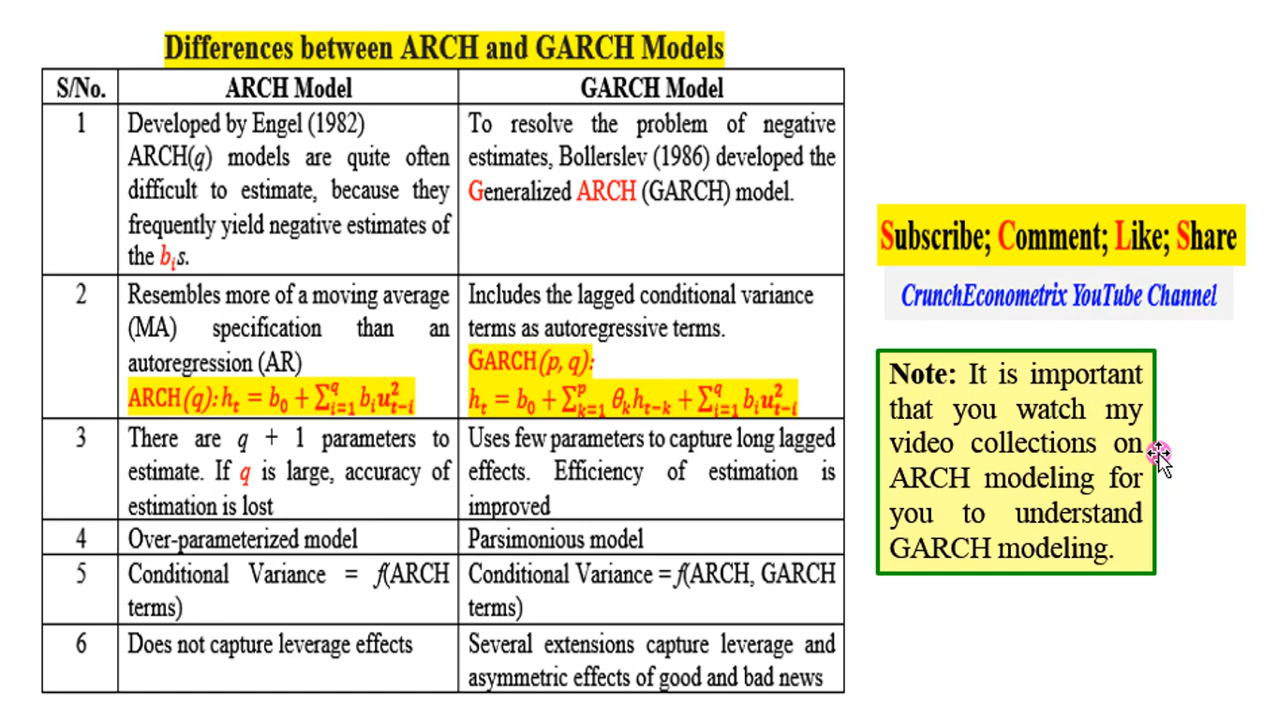 Differences between ARCH and GARCH Models
S/No.
ARCH Model
GARCH Model
1
Developed by Engel (1982)
ARCH(q) models are quite often
difficult to estimate, because they
frequently yield negative estimates of
the bᵢs.
To resolve the problem of negative
estimates, Bollerslev (1986) developed the
Generalized ARCH (GARCH) model.
2
Resembles more of a moving average
(MA) specification than an
autoregression (AR)
ARCH(q): hₜ = b₀ + ∑ᵢ₌₁^q bᵢu²ₜ₋ᵢ
Includes the lagged conditional variance
terms as autoregressive terms.
GARCH(p, q):
hₜ = b₀ + ∑ₖ₌₁^p θₖhₜ₋ₖ + ∑ᵢ₌₁^q bᵢu²ₜ₋ᵢ
3
There are q + 1 parameters to
estimate. If q is large, accuracy of
estimation is lost
Uses few parameters to capture long lagged
effects. Efficiency of estimation is
improved
4
Over-parameterized model
Parsimonious model
5
Conditional Variance = f(ARCH
terms)
Conditional Variance = f(ARCH, GARCH
terms)
6
Does not capture leverage effects
Several extensions capture leverage and
asymmetric effects of good and bad news
Subscribe; Comment; Like; Share
CrunchEconometrix YouTube Channel
Note: It is important
that you watch my
video collections on
ARCH modeling for
you to understand
GARCH modeling.